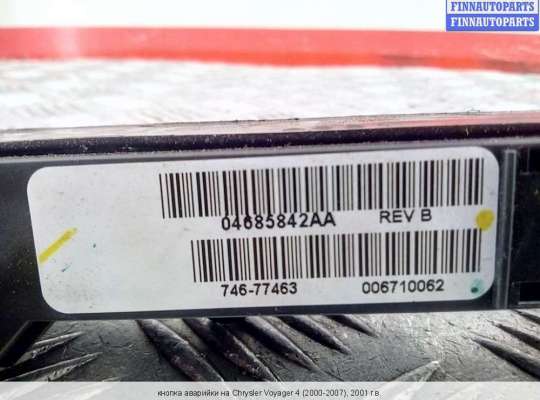 FINNAUTOPARTS
FINNAUTOPARTS
04685842AA REV B
746-77463 006710062
кнопка аварийки на Chrysler Voyager 4 (2000-2007), 2001 г.в.